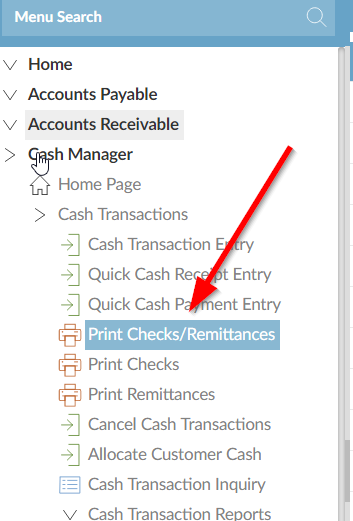 Menu Search
Home
Accounts Payable
Accounts Receivable
Cash Manager
Home Page
Cash Transactions
Cash Transaction Entry
Quick Cash Receipt Entry
Quick Cash Payment Entry
Print Checks/Remittances
Print Checks
Print Remittances
Cancel Cash Transactions
Allocate Customer Cash
Cash Transaction Inquiry
Cash Transaction Reports